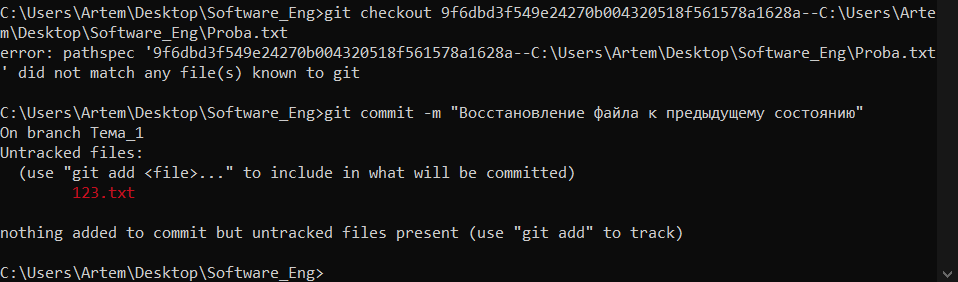 C:\Users\Artem\Desktop\Software_Eng>git checkout 9f6dbd3f549e24270b004320518f561578a1628a--C:\Users\Arte
m\Desktop\Software_Eng\Proba.txt
error: pathspec '9f6dbd3f549e24270b004320518f561578a1628a--C:\Users\Artem\Desktop\Software_Eng\Proba.txt
' did not match any file(s) known to git
C:\Users\Artem\Desktop\Software_Eng>git commit -m "Восстановление файла к предыдущему состоянию"
On branch Тема_1
Untracked files:
  (use "git add <file>..." to include in what will be committed)
        123.txt
nothing added to commit but untracked files present (use "git add" to track)
C:\Users\Artem\Desktop\Software_Eng>